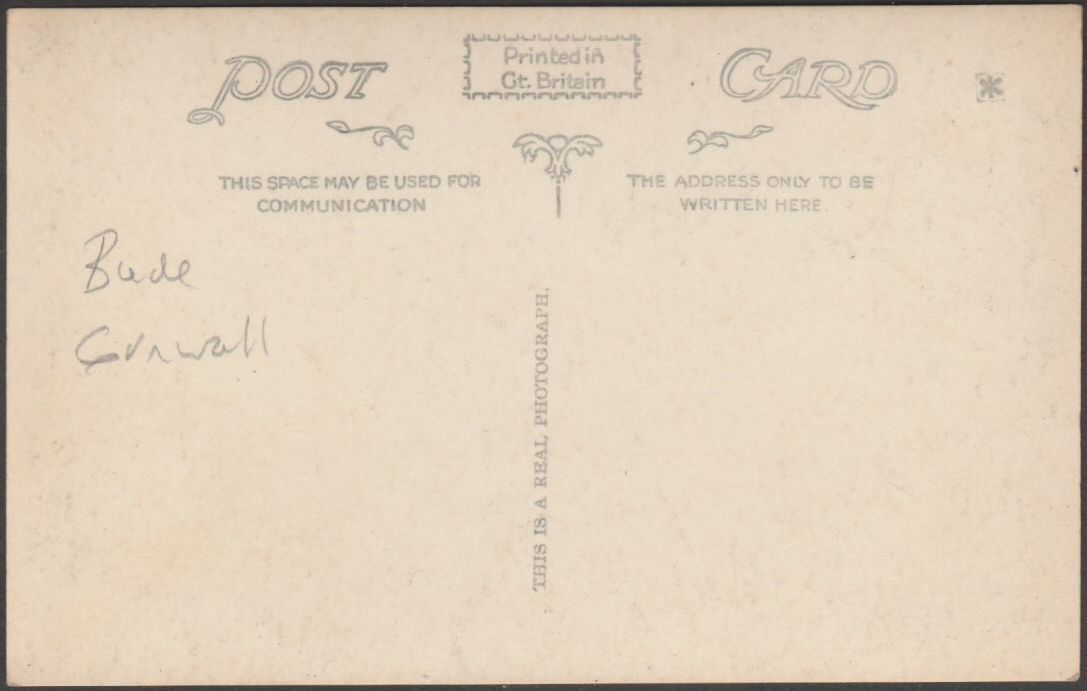 POST
Printed in
Gt. Britain
CARD
THIS SPACE MAY BE USED FOR
COMMUNICATION
THE ADDRESS ONLY TO BE
WRITTEN HERE.
Bude
Cornwall
THIS IS A REAL PHOTOGRAPH.